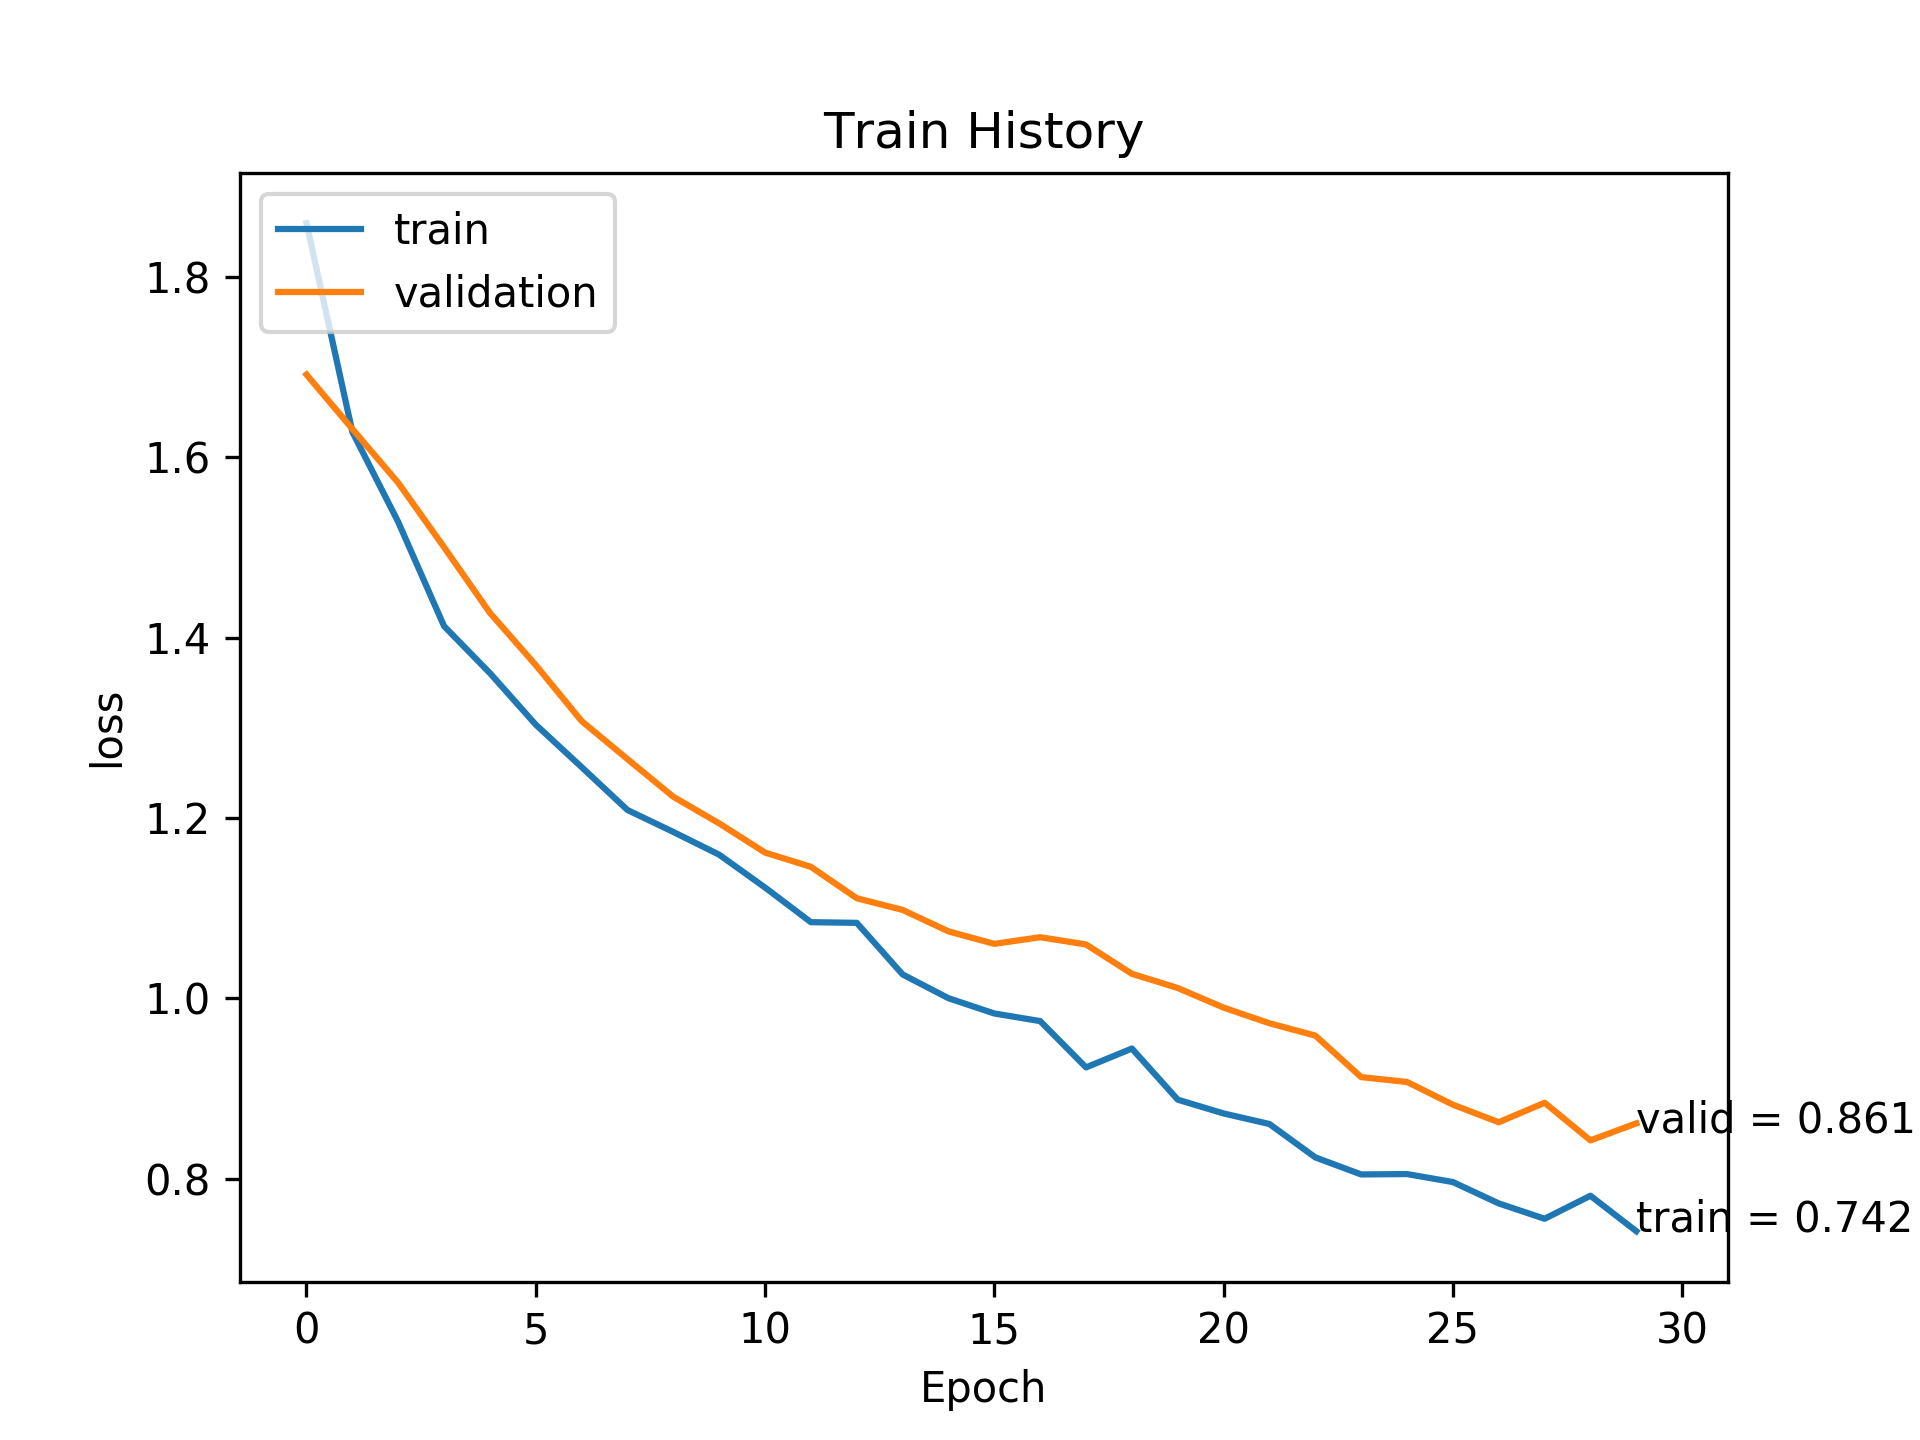 Train History
train
validation
1.8
1.6
1.4
1.2
1.0
0.8
loss
valid = 0.861
train = 0.742
0 5 10 15 20 25 30
Epoch